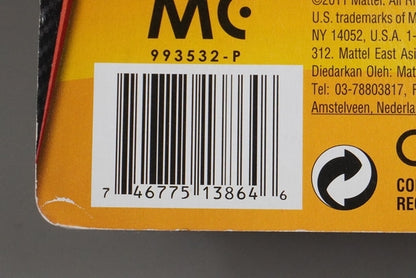 MC
993532-P
7 46775 13864 6
©2011 Mattel. All Ri
U.S. trademarks of M
NY 14052, U.S.A. 1-
312. Mattel East Asi
Diedarkan Oleh: Mat
Tel: 03-78803817, F
Amstelveen, Nederla
CO
REC